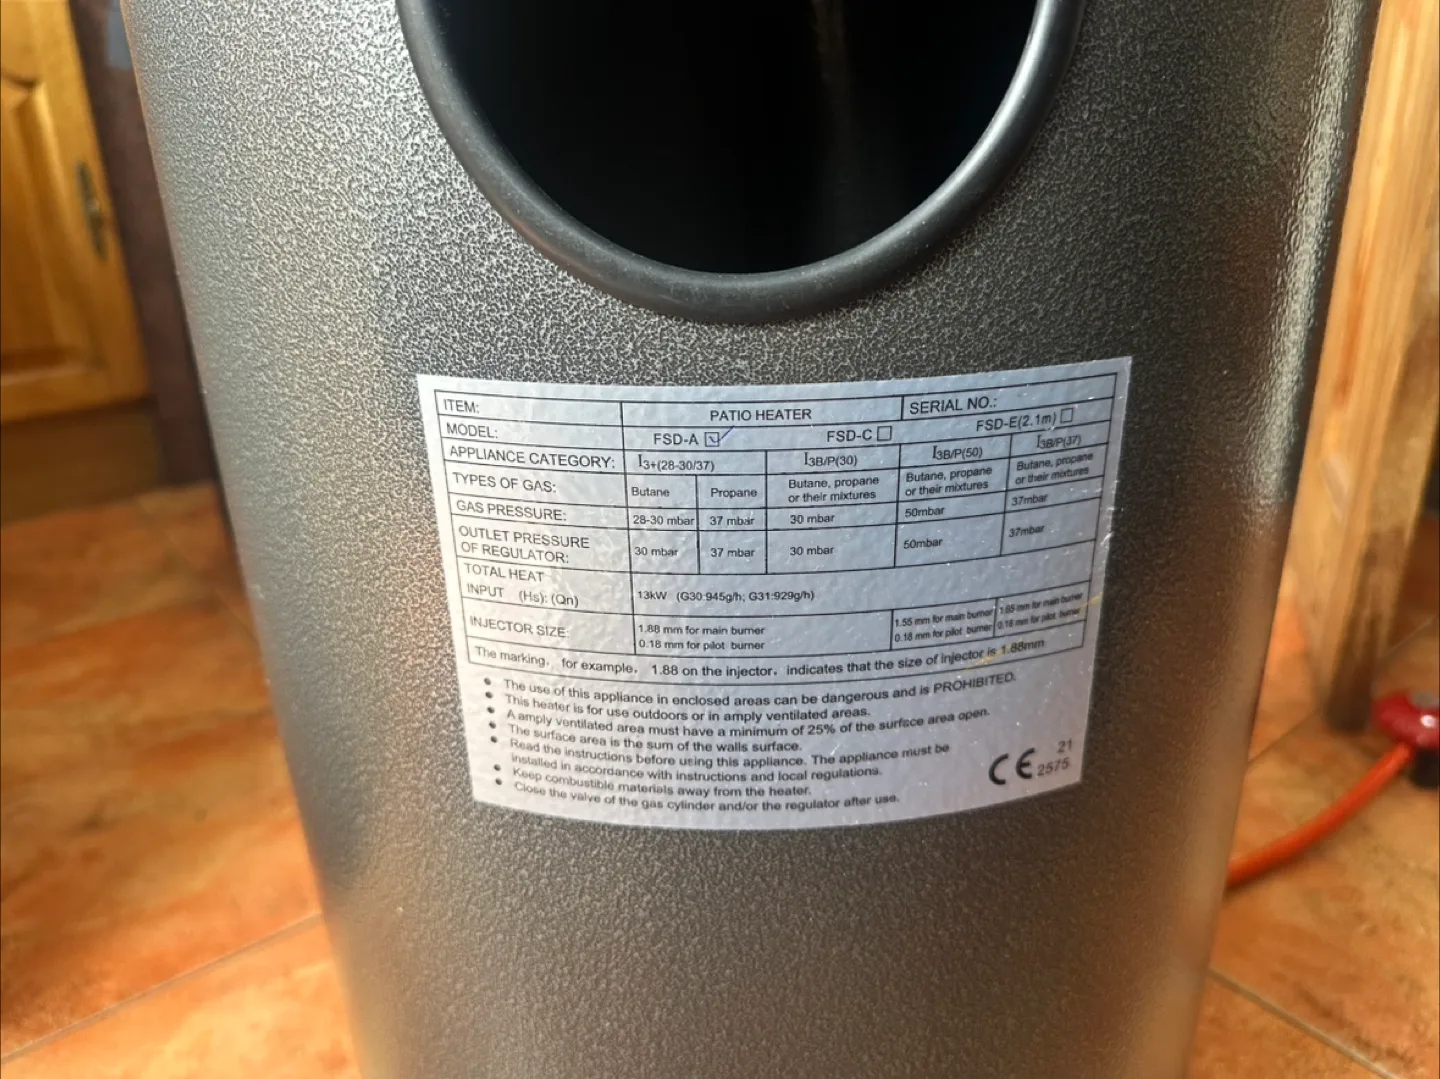 ITEM: PATIO HEATER SERIAL NO.:
MODEL: FSD-A ☑ FSD-C ☐ FSD-E(2.1m) ☐
APPLIANCE CATEGORY: I3+(28-30/37) I3B/P(30) I3B/P(50) I3B/P(37)
TYPES OF GAS: Butane Propane Butane, propane or their mixtures Butane, propane or their mixtures Butane, propane or their mixtures
GAS PRESSURE: 28-30 mbar 37 mbar 30 mbar 50mbar 37mbar
OUTLET PRESSURE OF REGULATOR: 30 mbar 37 mbar 30 mbar 50mbar 37mbar
TOTAL HEAT
INPUT (Hs): (Qn) 13kW (G30:945g/h; G31:929g/h)
INJECTOR SIZE: 1.88 mm for main burner 1.55 mm for main burner 1.65 mm for main burner
0.18 mm for pilot burner 0.18 mm for pilot burner 0.18 mm for pilot burner
The marking, for example, 1.88 on the injector, indicates that the size of injector is 1.88mm
• The use of this appliance in enclosed areas can be dangerous and is PROHIBITED.
• This heater is for use outdoors or in amply ventilated areas.
• A amply ventilated area must have a minimum of 25% of the surface area open.
• The surface area is the sum of the walls surface.
• Read the instructions before using this appliance. The appliance must be
installed in accordance with instructions and local regulations.
• Keep combustible materials away from the heater.
• Close the valve of the gas cylinder and/or the regulator after use.
CE 21
2575